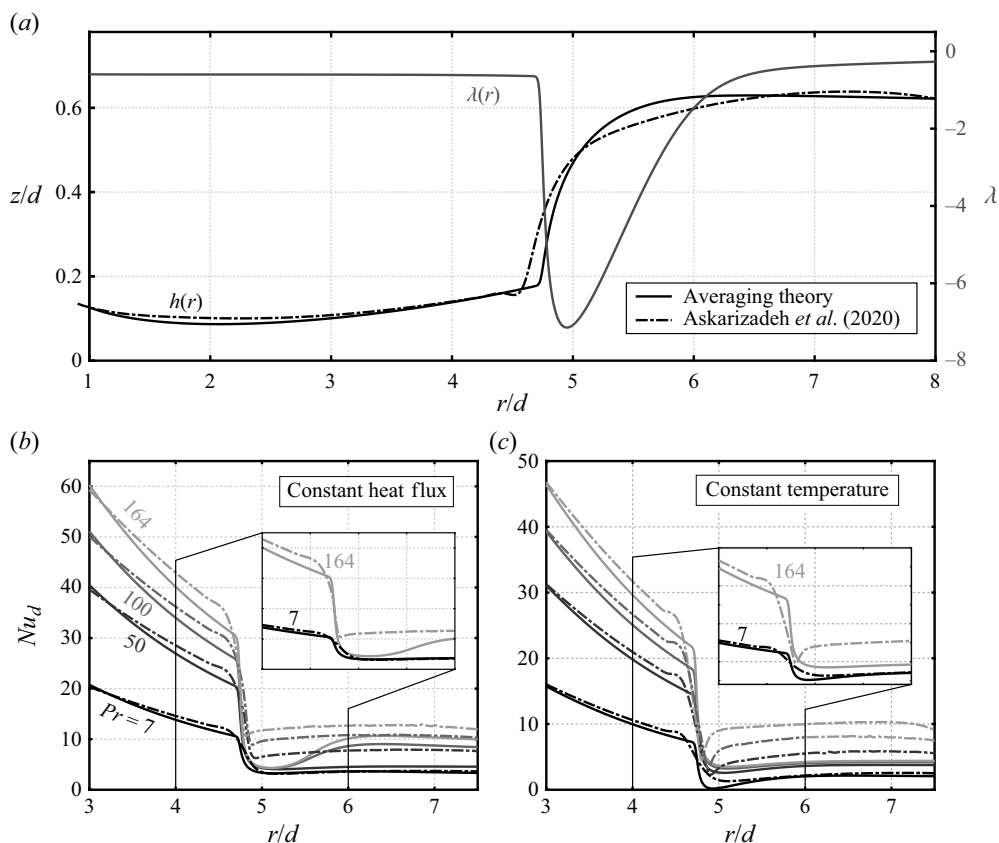 (a)
0
0.6
λ(r)
−2
z/d
0.4
−4
λ
0.2
h(r)
−6
Averaging theory
Askarizadeh et al. (2020)
0
−8
1 2 3 4 5 6 7 8
r/d
(b)
Constant heat flux
60
50
40
30
20
10
0
Nu_d
164
100
50
Pr = 7
164
7
3 4 5 6 7
r/d
(c)
Constant temperature
50
40
30
20
10
0
164
7
3 4 5 6 7
r/d